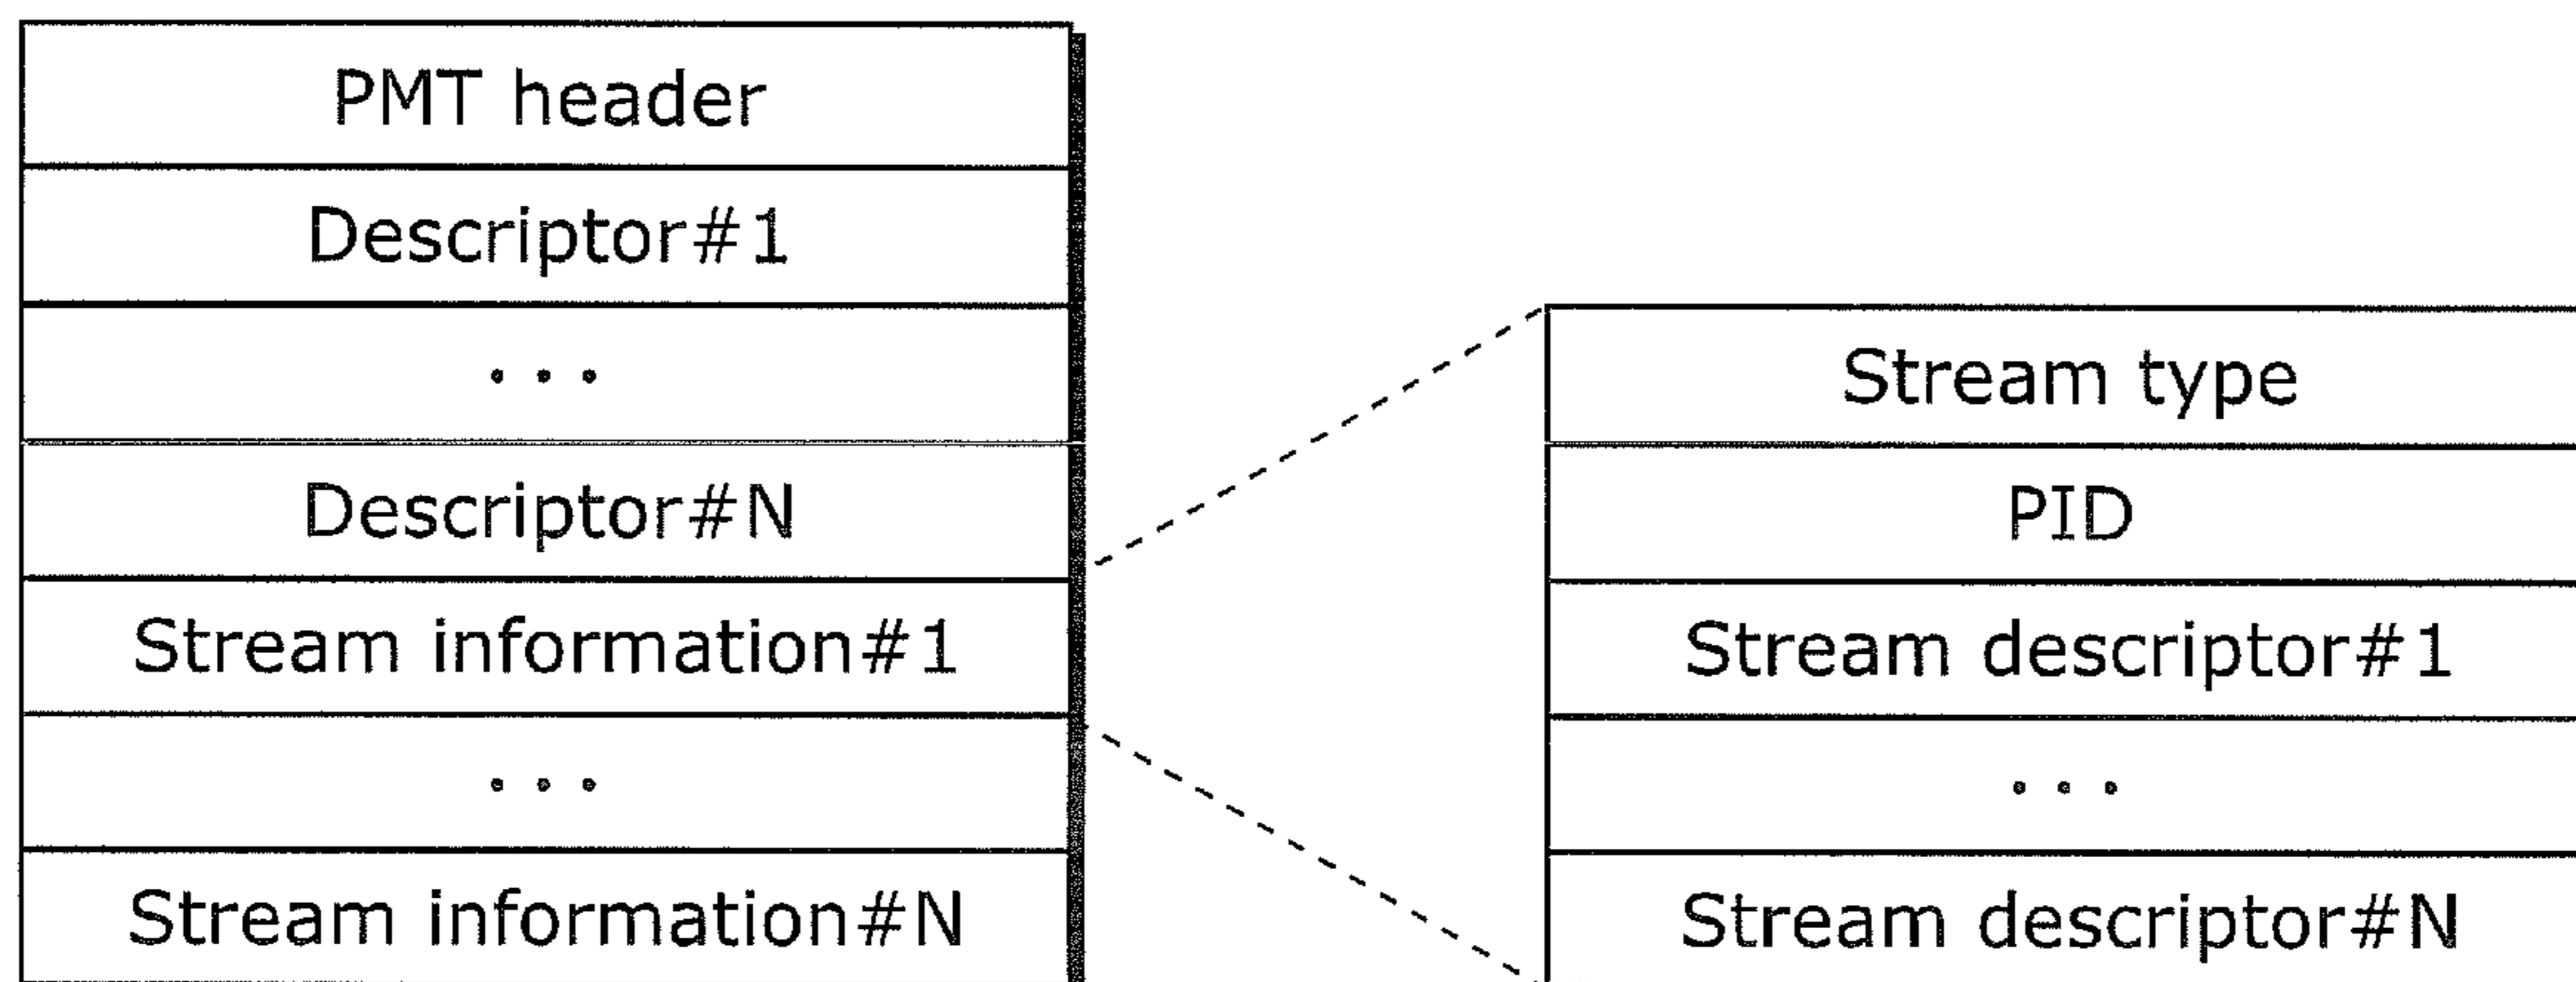 PMT header
Descriptor#1
...
Descriptor#N
Stream information#1
...
Stream information#N
Stream type
PID
Stream descriptor#1
...
Stream descriptor#N